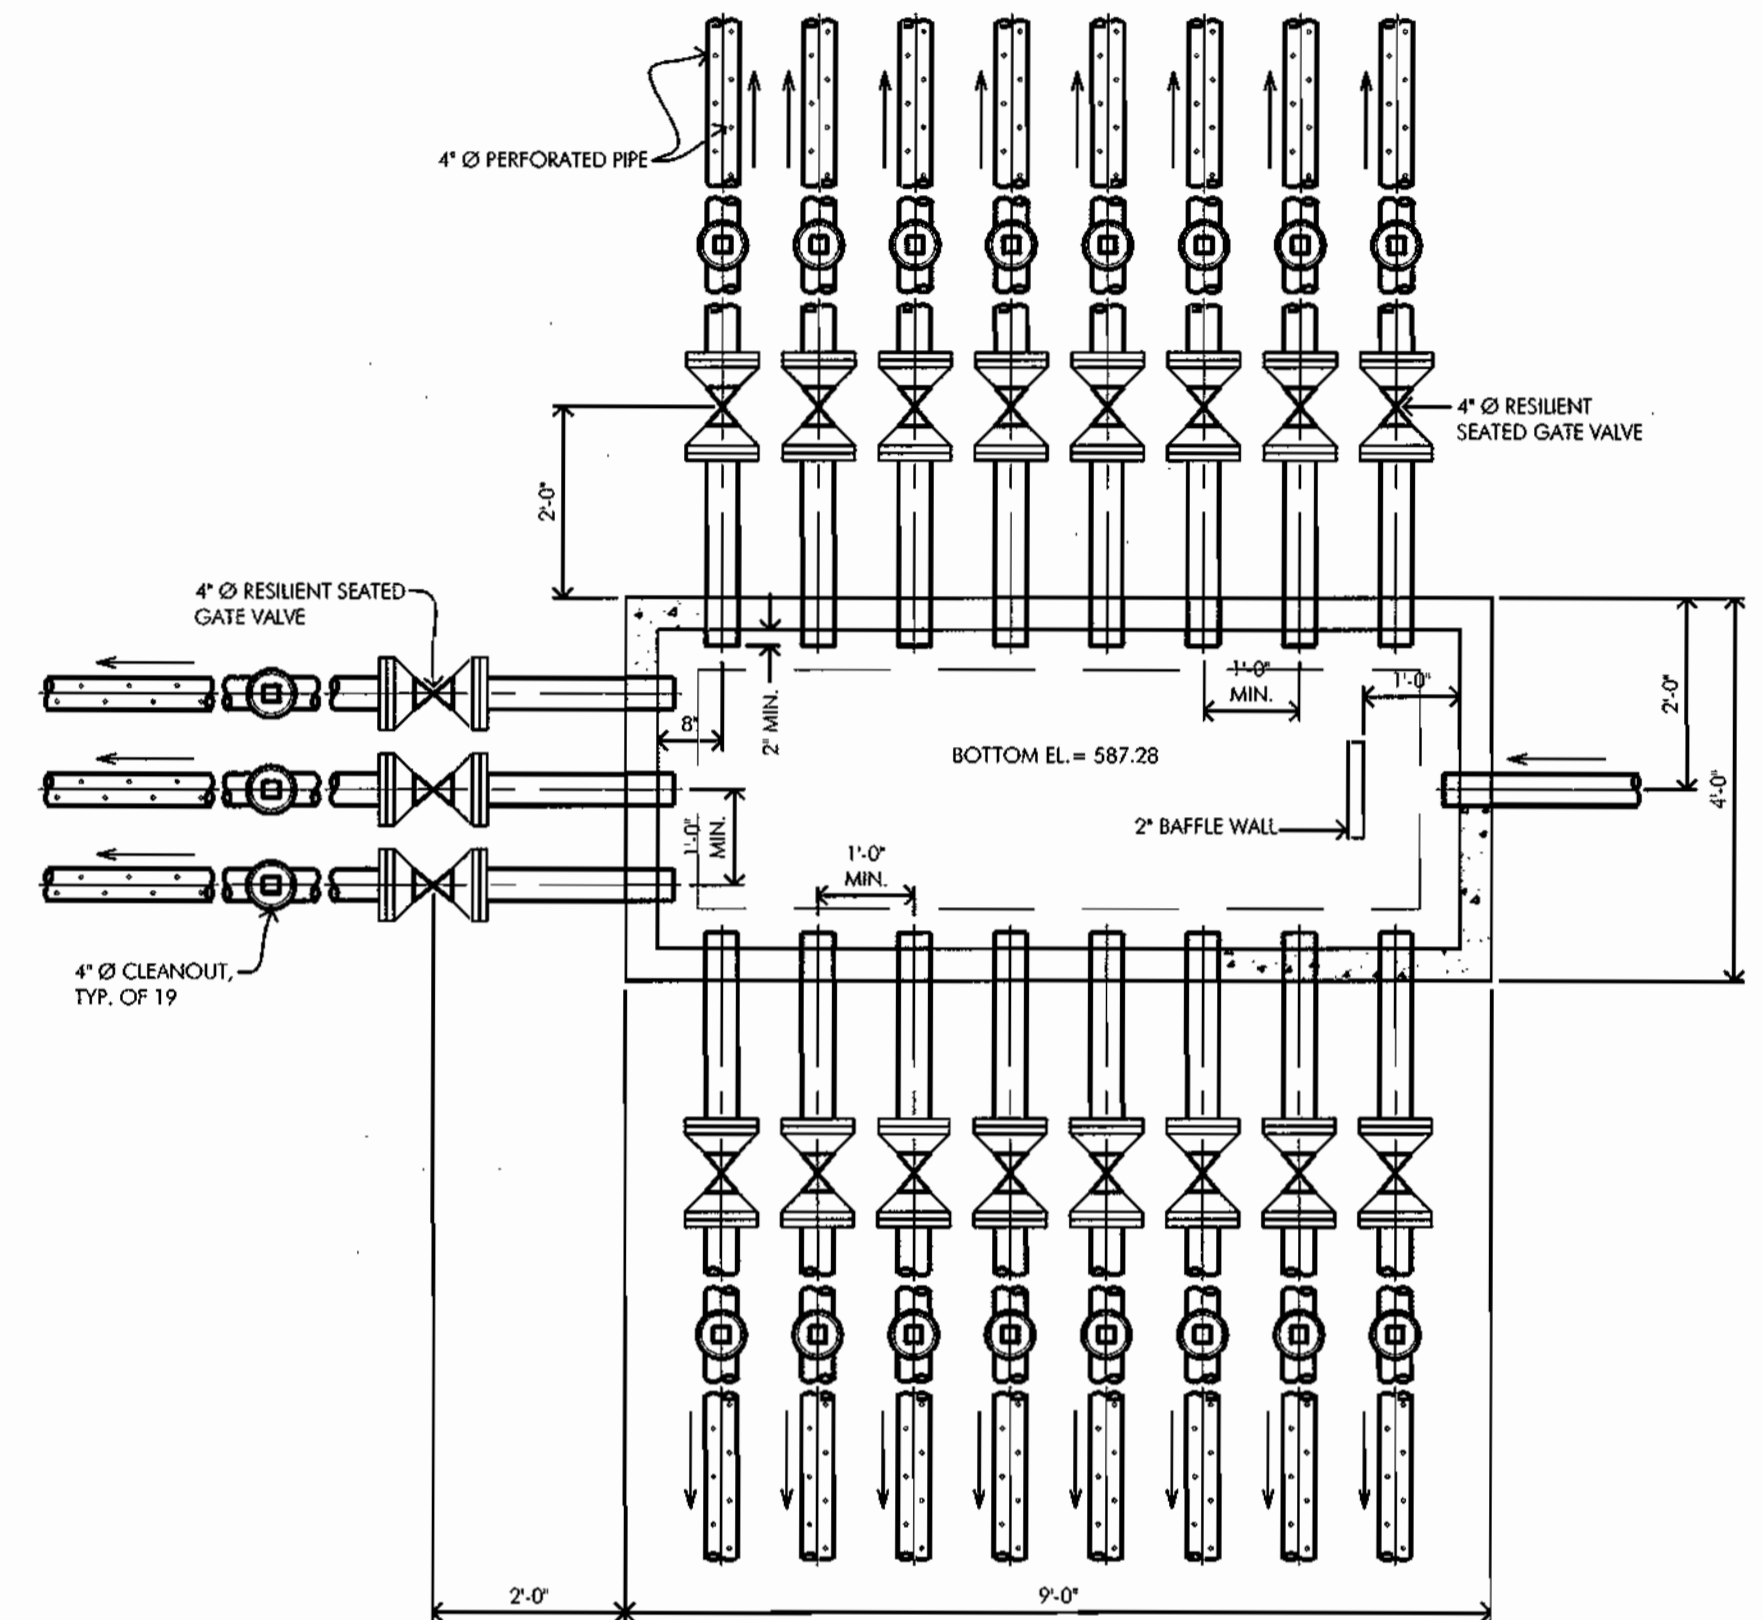 4" Ø PERFORATED PIPE
4" Ø RESILIENT
SEATED GATE VALVE
2'-0"
4" Ø RESILIENT SEATED
GATE VALVE
1'-0"
MIN.
1'-0"
2'-0"
4'-0"
8"
2" MIN.
BOTTOM EL. = 587.28
2" BAFFLE WALL
1'-0"
MIN.
1'-0"
MIN.
4" Ø CLEANOUT,
TYP. OF 19
2'-0"
9'-0"